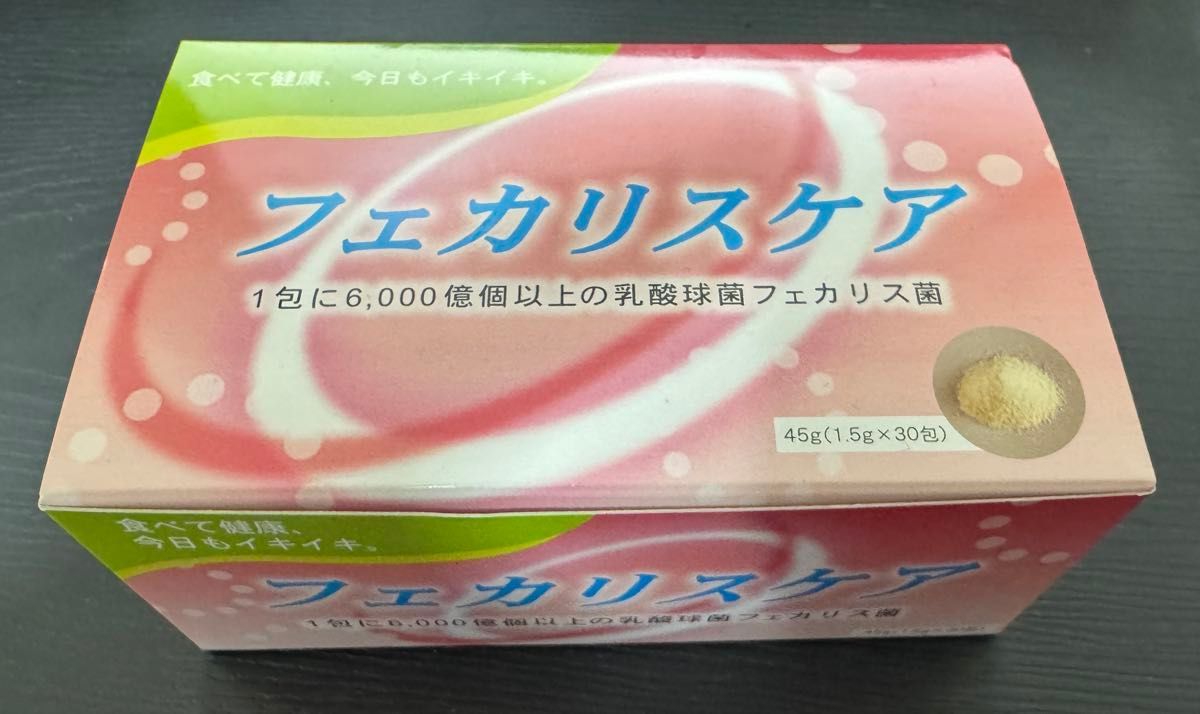 食べて健康、今日もイキイキ。
フェカリスケア
1包に6,000億個以上の乳酸球菌フェカリス菌
45g(1.5g×30包)
食べて健康、
今日もイキイキ。
フェカリスケア
1包に6,000億個以上の乳酸球菌フェカリス菌